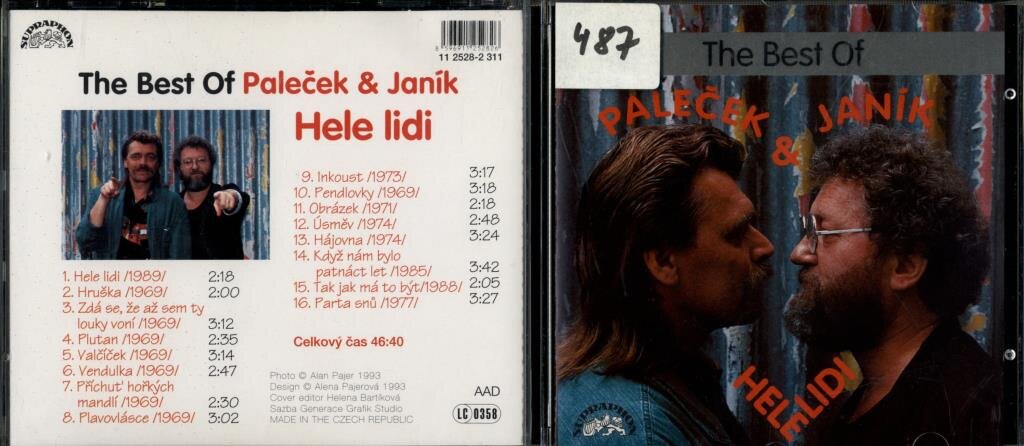 SUPRAPHON
8 596911 252826
11 2528-2 311
The Best Of Paleček & Janík
Hele lidi
1. Hele lidi /1989/ 2:18
2. Hruška /1969/ 2:00
3. Zdá se, že až sem ty
louky voní /1969/ 3:12
4. Plutan /1969/ 2:35
5. Valčíček /1969/ 3:14
6. Vendulka /1969/ 2:47
7. Příchuť hořkých
mandlí /1969/ 2:30
8. Plavovlásce /1969/ 3:02
9. Inkoust /1973/ 3:17
10. Pendlovky /1969/ 3:18
11. Obrázek /1971/ 2:18
12. Úsměv /1974/ 2:48
13. Hájovna /1974/ 3:24
14. Když nám bylo
patnáct let /1985/ 3:42
15. Tak jak má to být/1988/ 2:05
16. Parta snů /1977/ 3:27
Celkový čas 46:40
Photo © Alan Pajer 1993
Design © Alena Pajerová 1993
Cover editor Helena Bartíková
Sazba Generace Grafik Studio
MADE IN THE CZECH REPUBLIC
AAD
LC 0358
487
The Best Of
PALEČEK
& JANÍK
HELE LIDI
SUPRAPHON